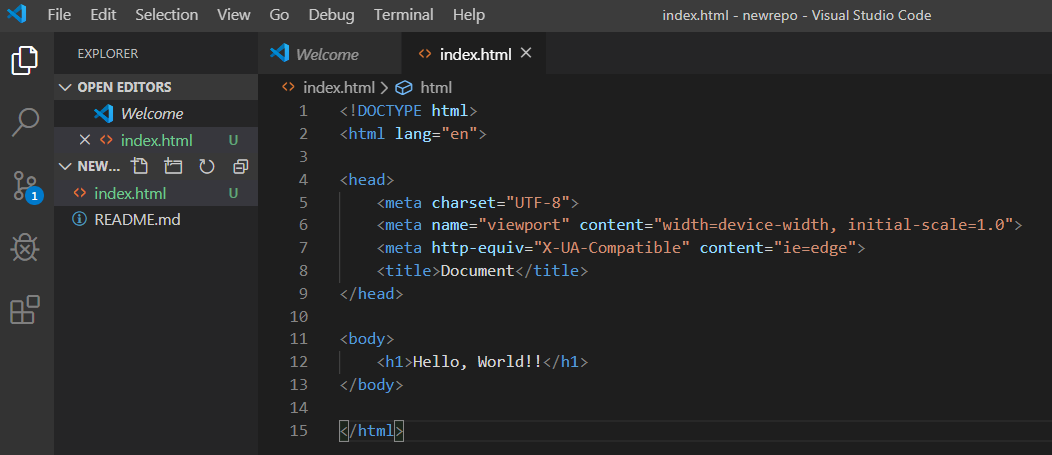 File Edit Selection View Go Debug Terminal Help index.html - newrepo - Visual Studio Code
EXPLORER
OPEN EDITORS
Welcome
index.html U
NEW...
index.html U
README.md
1
Welcome index.html
index.html > html
1 <!DOCTYPE html>
2 <html lang="en">
3
4 <head>
5     <meta charset="UTF-8">
6     <meta name="viewport" content="width=device-width, initial-scale=1.0">
7     <meta http-equiv="X-UA-Compatible" content="ie=edge">
8     <title>Document</title>
9 </head>
10
11 <body>
12     <h1>Hello, World!!</h1>
13 </body>
14
15 </html>